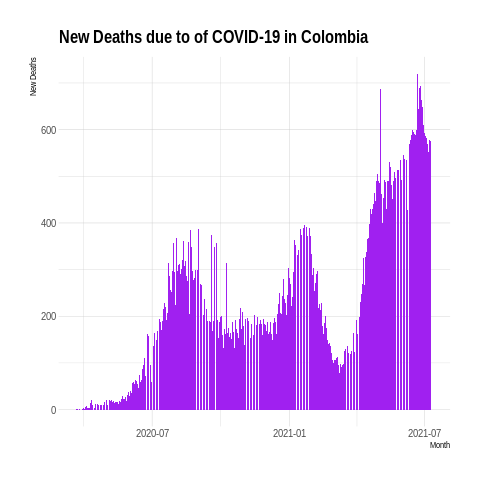 New Deaths due to of COVID-19 in Colombia
New Deaths
600
400
200
0
2020-07
2021-01
2021-07
Month